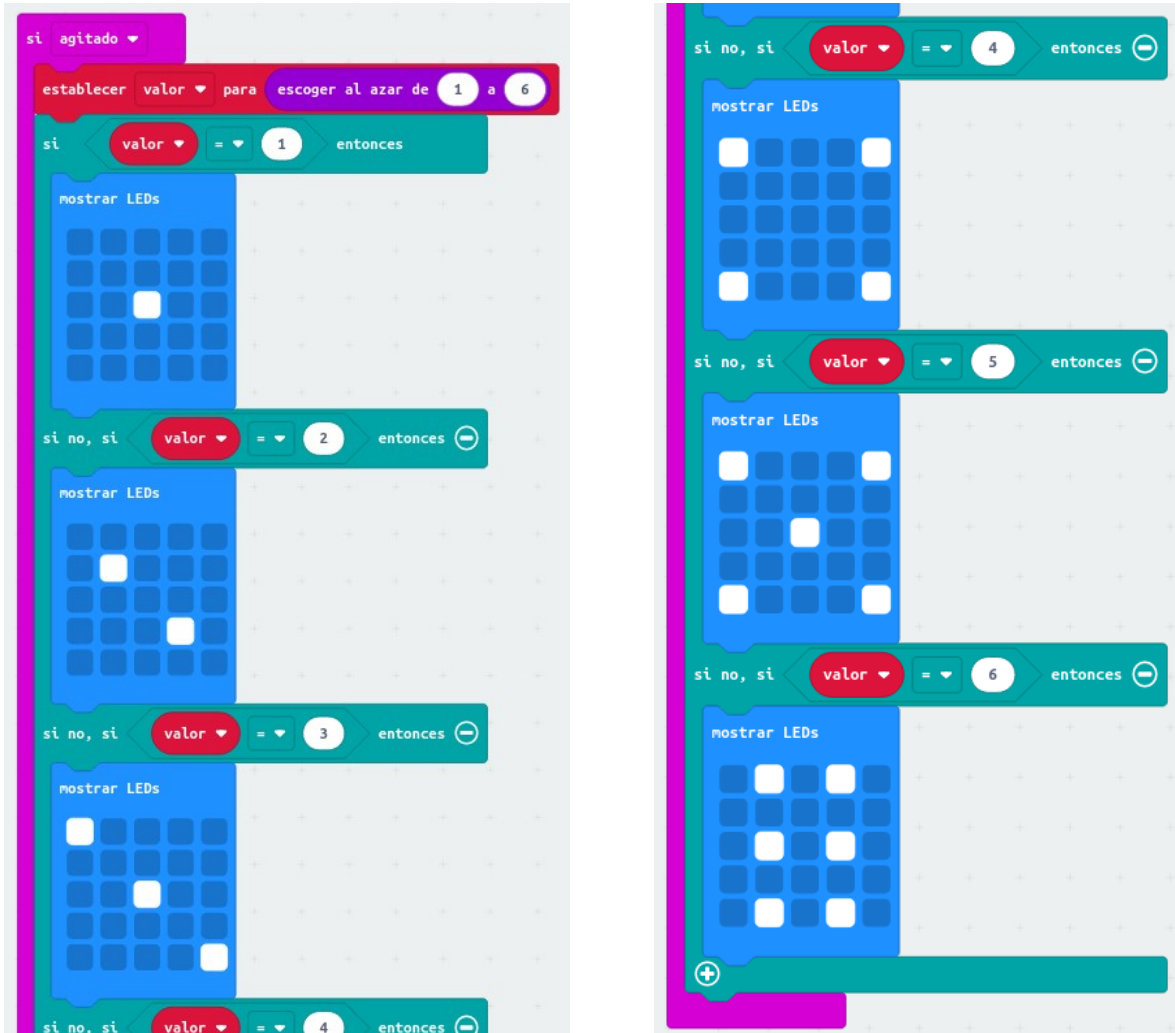 si agitado
establecer valor para escoger al azar de 1 a 6
si valor = 1 entonces
mostrar LEDs
si no, si valor = 2 entonces
mostrar LEDs
si no, si valor = 3 entonces
mostrar LEDs
si no, si valor = 4 entonces
si no, si valor = 4 entonces
mostrar LEDs
si no, si valor = 5 entonces
mostrar LEDs
si no, si valor = 6 entonces
mostrar LEDs